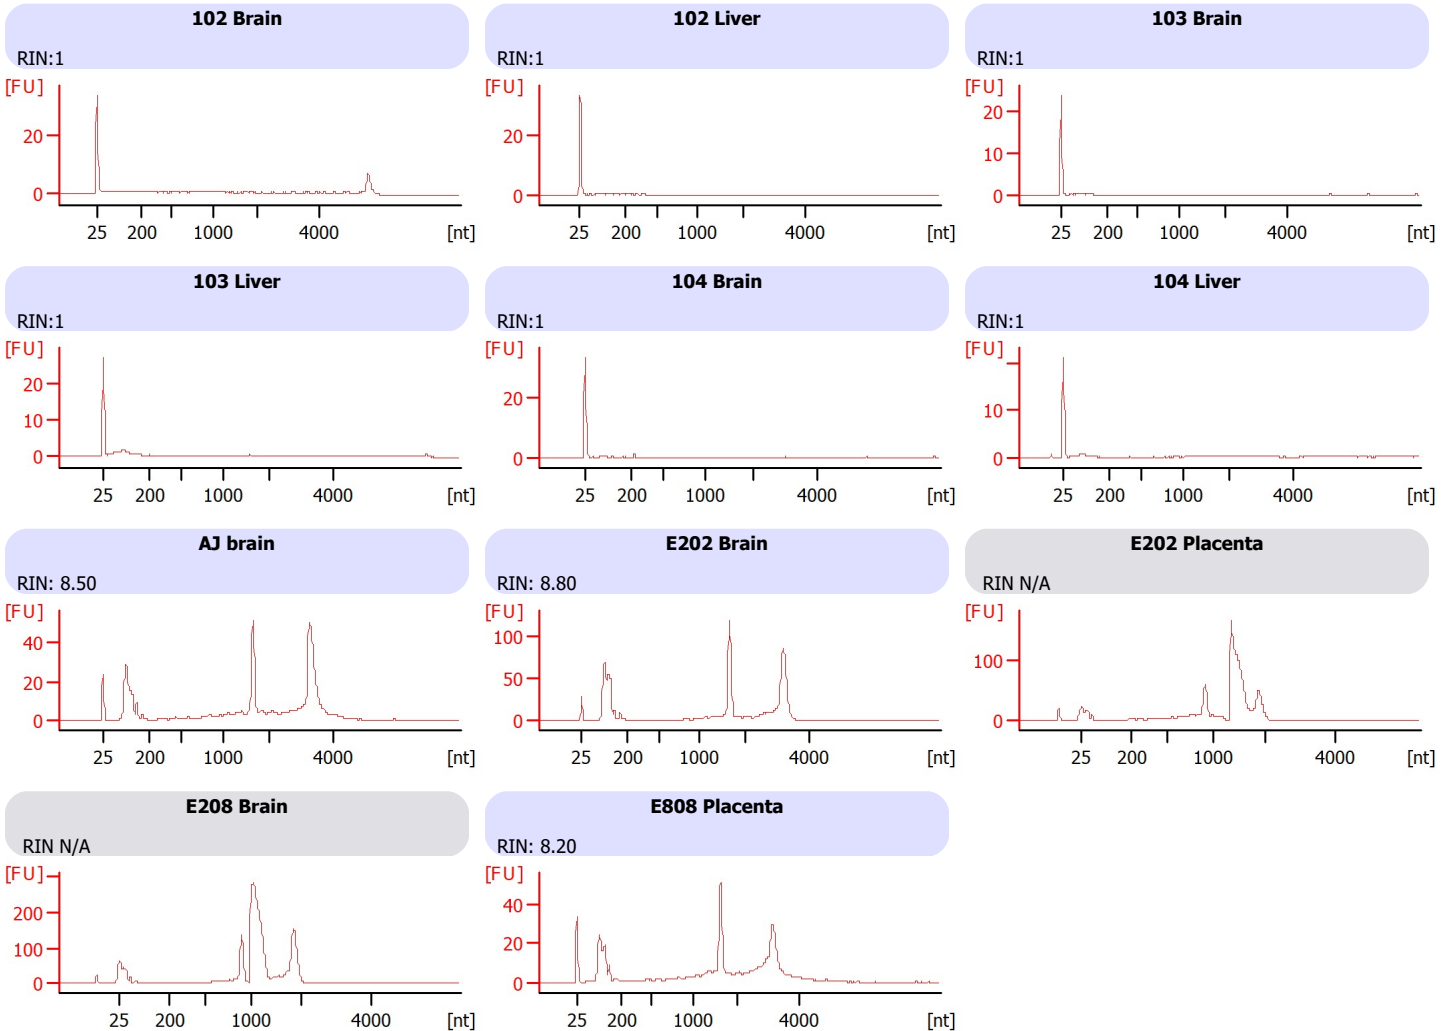 102 Brain
RIN:1
[FU]
20
0
25 200 1000 4000 [nt]
102 Liver
RIN:1
[FU]
20
0
25 200 1000 4000 [nt]
103 Brain
RIN:1
[FU]
20
10
0
25 200 1000 4000 [nt]
103 Liver
RIN:1
[FU]
20
10
0
25 200 1000 4000 [nt]
104 Brain
RIN:1
[FU]
20
0
25 200 1000 4000 [nt]
104 Liver
RIN:1
[FU]
10
0
25 200 1000 4000 [nt]
AJ brain
RIN: 8.50
[FU]
40
20
0
25 200 1000 4000 [nt]
E202 Brain
RIN: 8.80
[FU]
100
50
0
25 200 1000 4000 [nt]
E202 Placenta
RIN N/A
[FU]
100
0
25 200 1000 4000 [nt]
E208 Brain
RIN N/A
[FU]
200
100
0
25 200 1000 4000 [nt]
E808 Placenta
RIN: 8.20
[FU]
40
20
0
25 200 1000 4000 [nt]